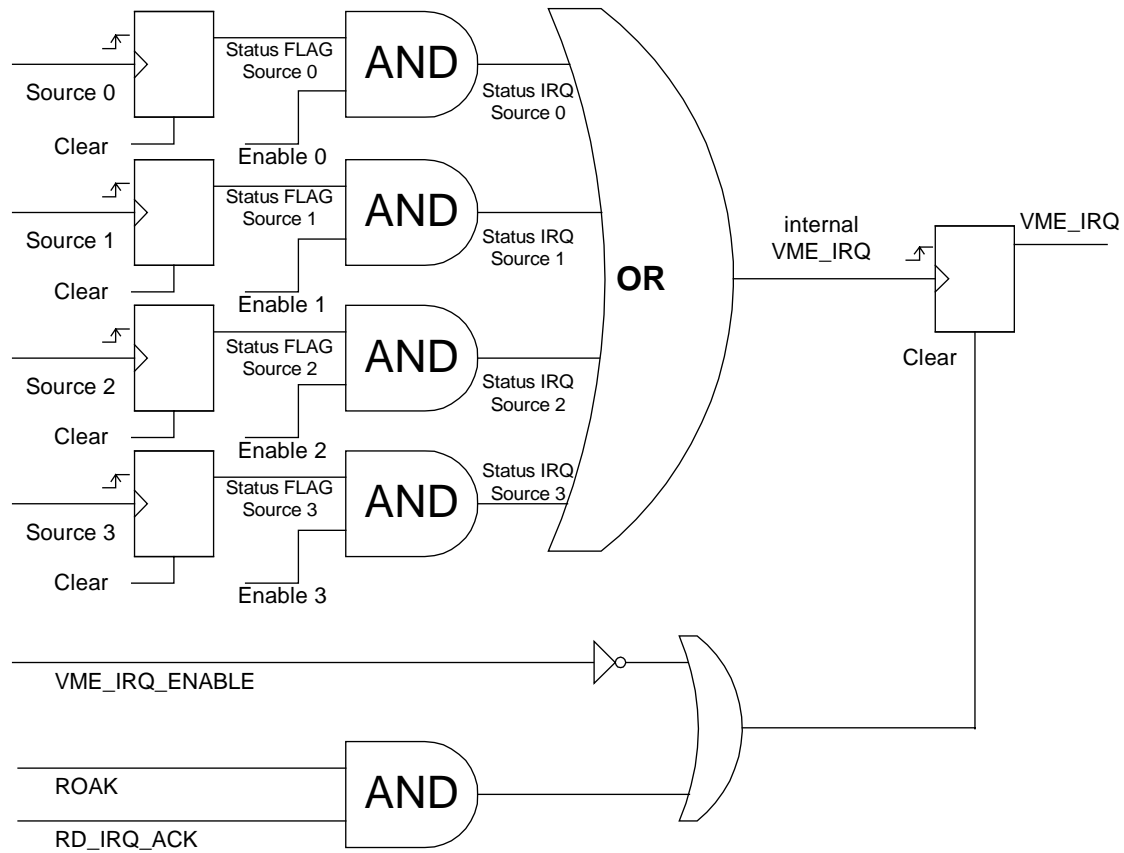 Source 0
Clear
Status FLAG
Source 0
Enable 0
AND
Status IRQ
Source 0
Source 1
Clear
Status FLAG
Source 1
Enable 1
AND
Status IRQ
Source 1
Source 2
Clear
Status FLAG
Source 2
Enable 2
AND
Status IRQ
Source 2
Source 3
Clear
Status FLAG
Source 3
Enable 3
AND
Status IRQ
Source 3
OR
internal
VME_IRQ
VME_IRQ
Clear
VME_IRQ_ENABLE
ROAK
RD_IRQ_ACK
AND